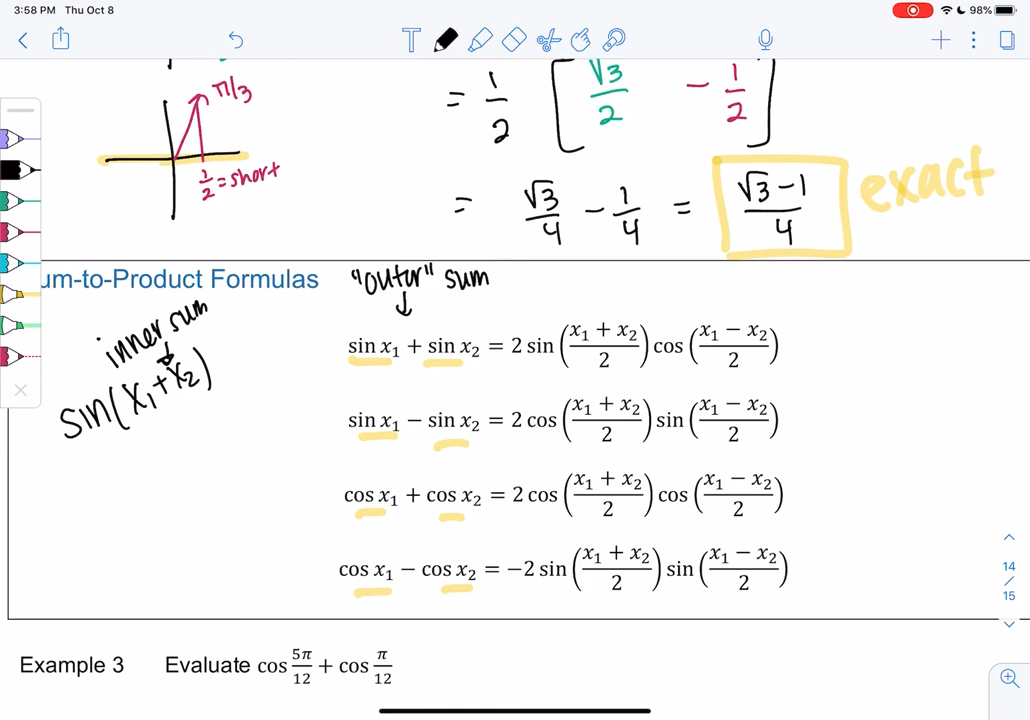 3:58 PM Thu Oct 8
98%
π/3
1/2 = short
= 1/2 [ √3/2 - 1/2 ]
= √3/4 - 1/4 = (√3 - 1)/4 exact
um-to-Product Formulas
"outer" sum
↓
inner sum
sin(x₁ + x₂)
sin x₁ + sin x₂ = 2 sin ((x₁ + x₂)/2) cos ((x₁ − x₂)/2)
sin x₁ − sin x₂ = 2 cos ((x₁ + x₂)/2) sin ((x₁ − x₂)/2)
cos x₁ + cos x₂ = 2 cos ((x₁ + x₂)/2) cos ((x₁ − x₂)/2)
cos x₁ − cos x₂ = −2 sin ((x₁ + x₂)/2) sin ((x₁ − x₂)/2)
14
/
15
Example 3 Evaluate cos 5π/12 + cos π/12